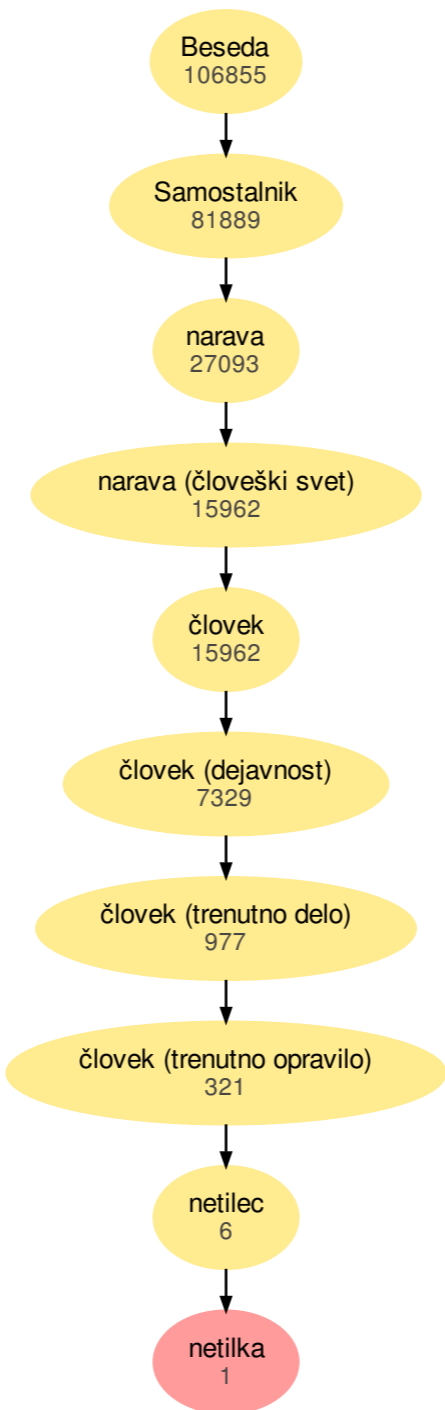 Beseda
106855
Samostalnik
81889
narava
27093
narava (človeški svet)
15962
človek
15962
človek (dejavnost)
7329
človek (trenutno delo)
977
človek (trenutno opravilo)
321
netilec
6
netilka
1